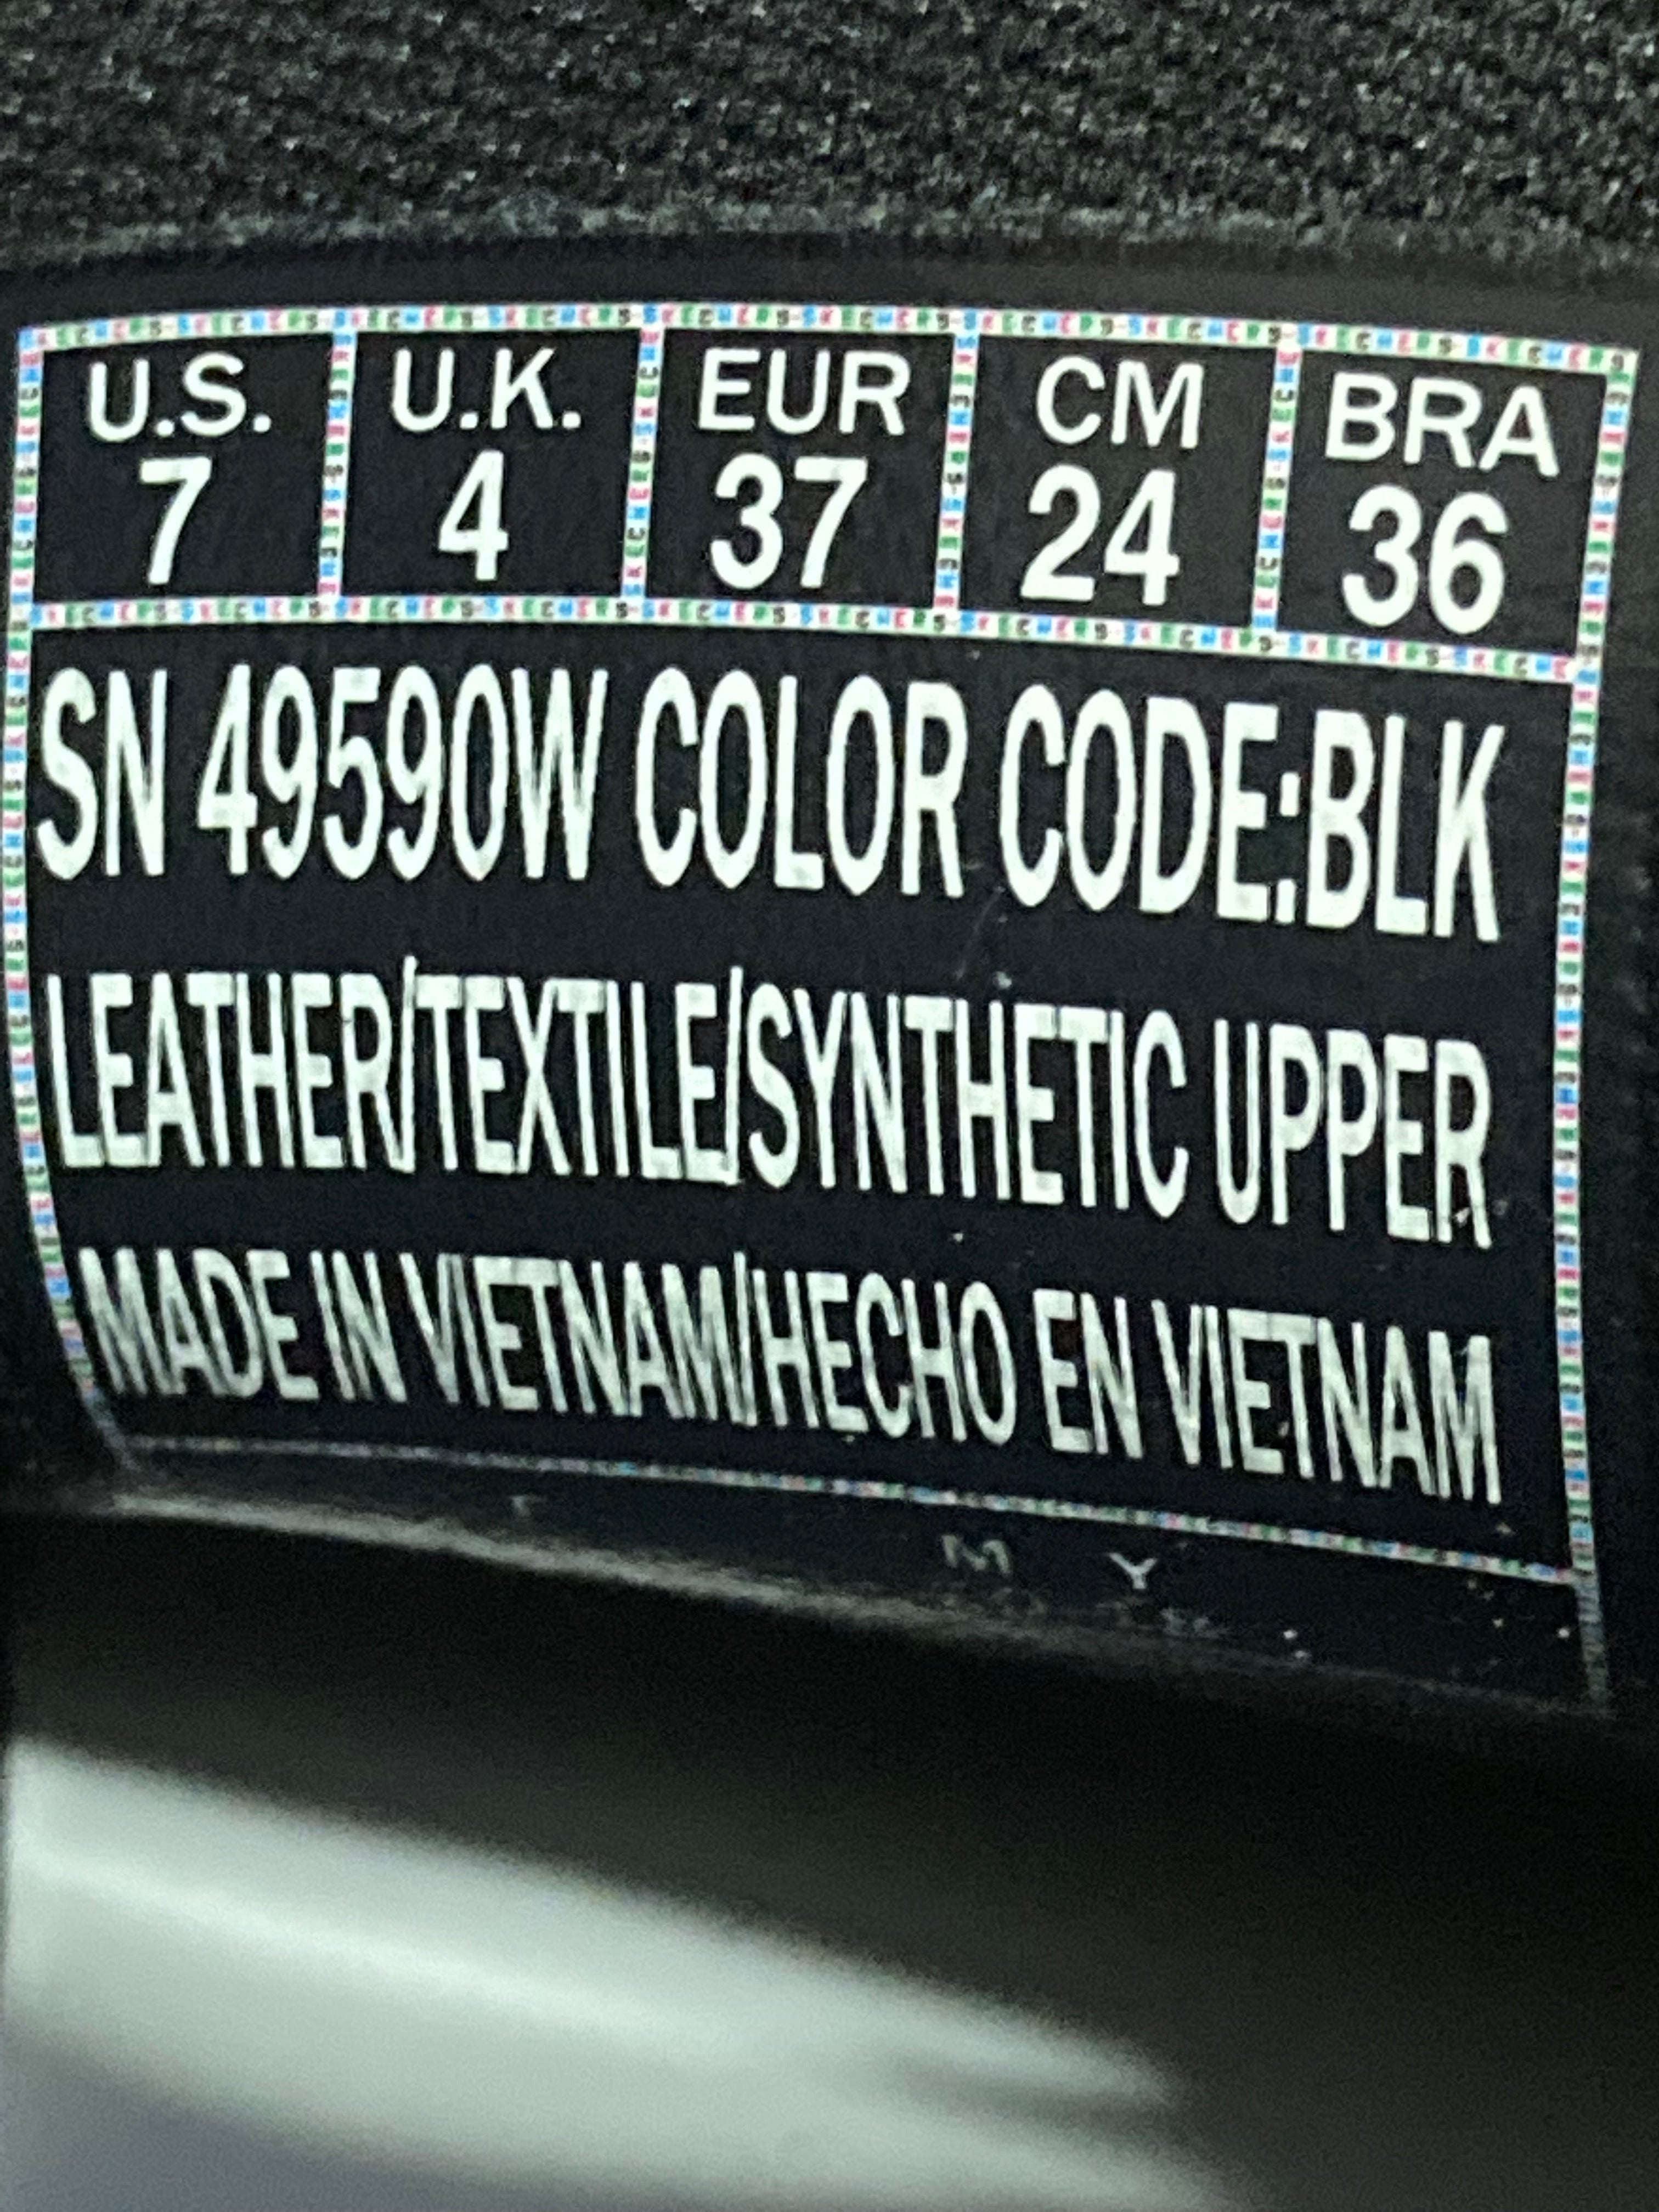 U.S. U.K. EUR CM BRA
7 4 37 24 36
SN 49590W COLOR CODE:BLK
LEATHER/TEXTILE/SYNTHETIC UPPER
MADE IN VIETNAM/HECHO EN VIETNAM
M Y